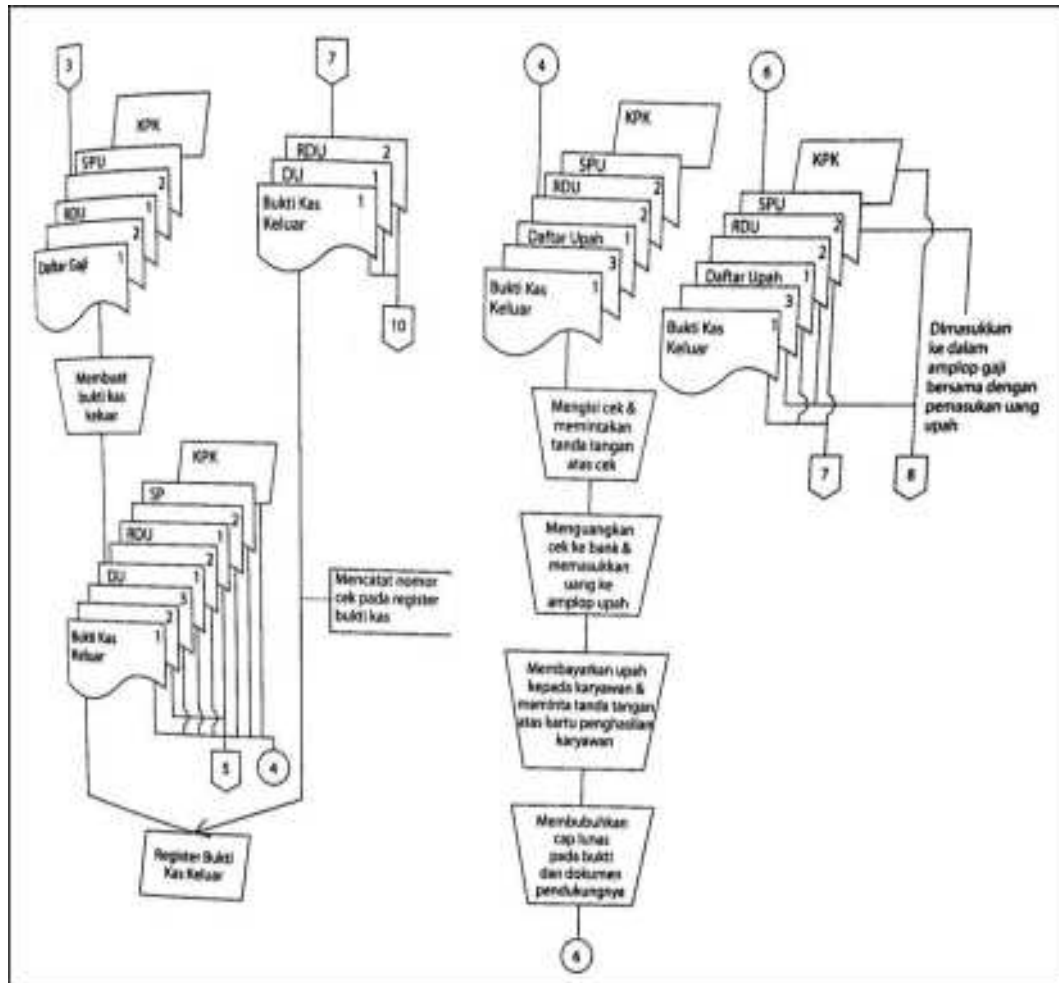 3
KPK
SPU
2
RDU
1
2
Daftar Gaji
1
Membuat
bukti kas
keluar
KPK
SP
2
RDU
1
2
DU
1
3
2
Bukti Kas
Keluar
1
5
4
Register Bukti
Kas Keluar
7
RDU
2
DU
1
Bukti Kas
Keluar
1
10
Mencatat nomor
cek pada register
bukti kas
4
KPK
SPU
RDU
2
2
Daftar Upah
1
3
Bukti Kas
Keluar
1
Mengisi cek &
memintakan
tanda tangan
atas cek
Menguangkan
cek ke bank &
memasukkan
uang ke
amplop upah
Membayarkan upah
kepada karyawan &
meminta tanda tangan
atas kartu penghasilan
karyawan
Membubuhkan
cap lunas
pada bukti
dan dokumen
pendukungnya
6
6
KPK
SPU
RDU
2
2
Daftar Upah
1
3
Bukti Kas
Keluar
1
7
8
Dimasukkan
ke dalam
amplop gaji
bersama dengan
pemasukan uang
upah